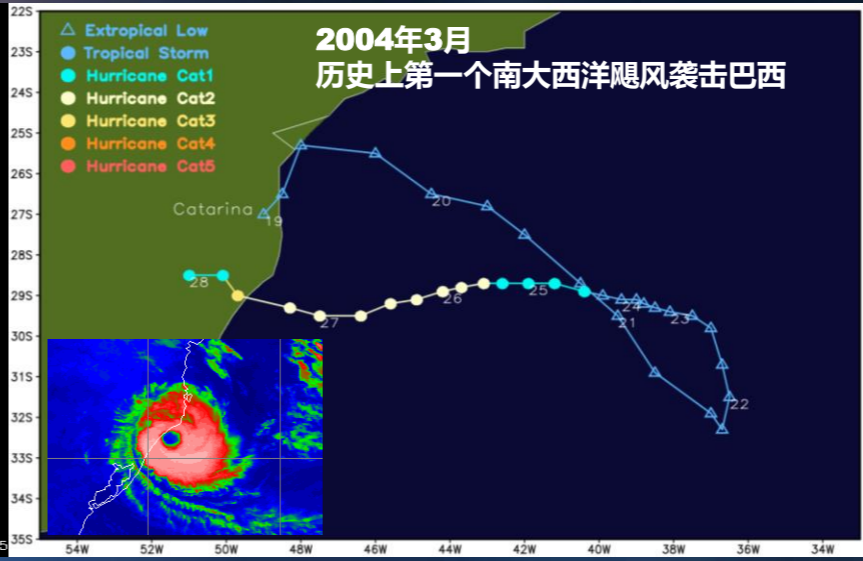 2004年3月
历史上第一个南大西洋飓风袭击巴西
Extropical Low
Tropical Storm
Hurricane Cat1
Hurricane Cat2
Hurricane Cat3
Hurricane Cat4
Hurricane Cat5
22S
23S
24S
25S
26S
27S
28S
29S
30S
31S
32S
33S
34S
35S
Catarina
19
20
28
25
26
24
27
21
23
22
5
54W 52W 50W 48W 46W 44W 42W 40W 38W 36W 34W